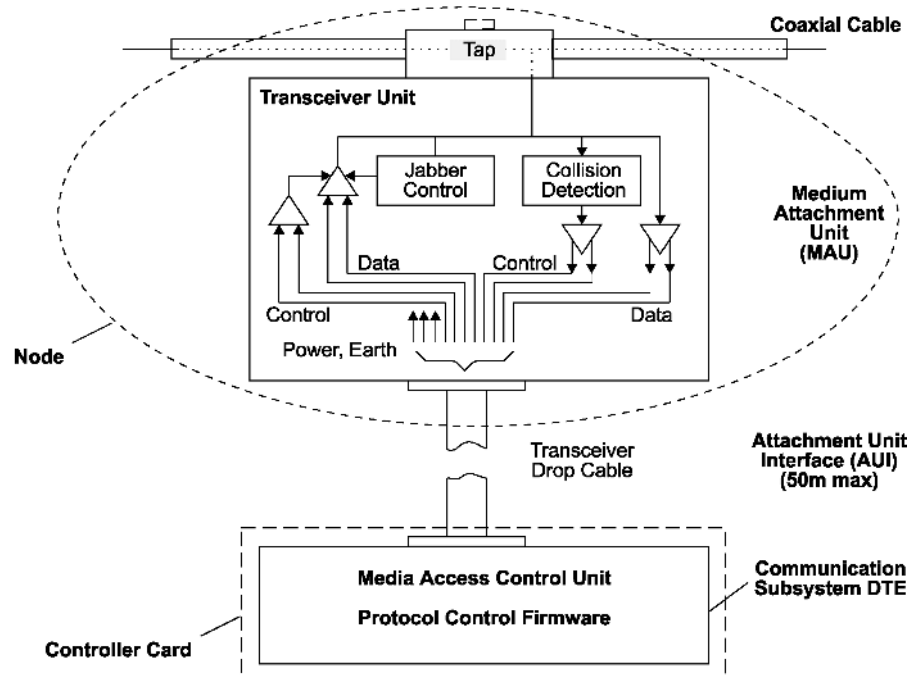 Coaxial Cable
Tap
Transceiver Unit
Jabber
Control
Collision
Detection
Medium
Attachment
Unit
(MAU)
Data
Control
Control
Data
Power, Earth
Node
Transceiver
Drop Cable
Attachment Unit
Interface (AUI)
(50m max)
Media Access Control Unit
Protocol Control Firmware
Communication
Subsystem DTE
Controller Card